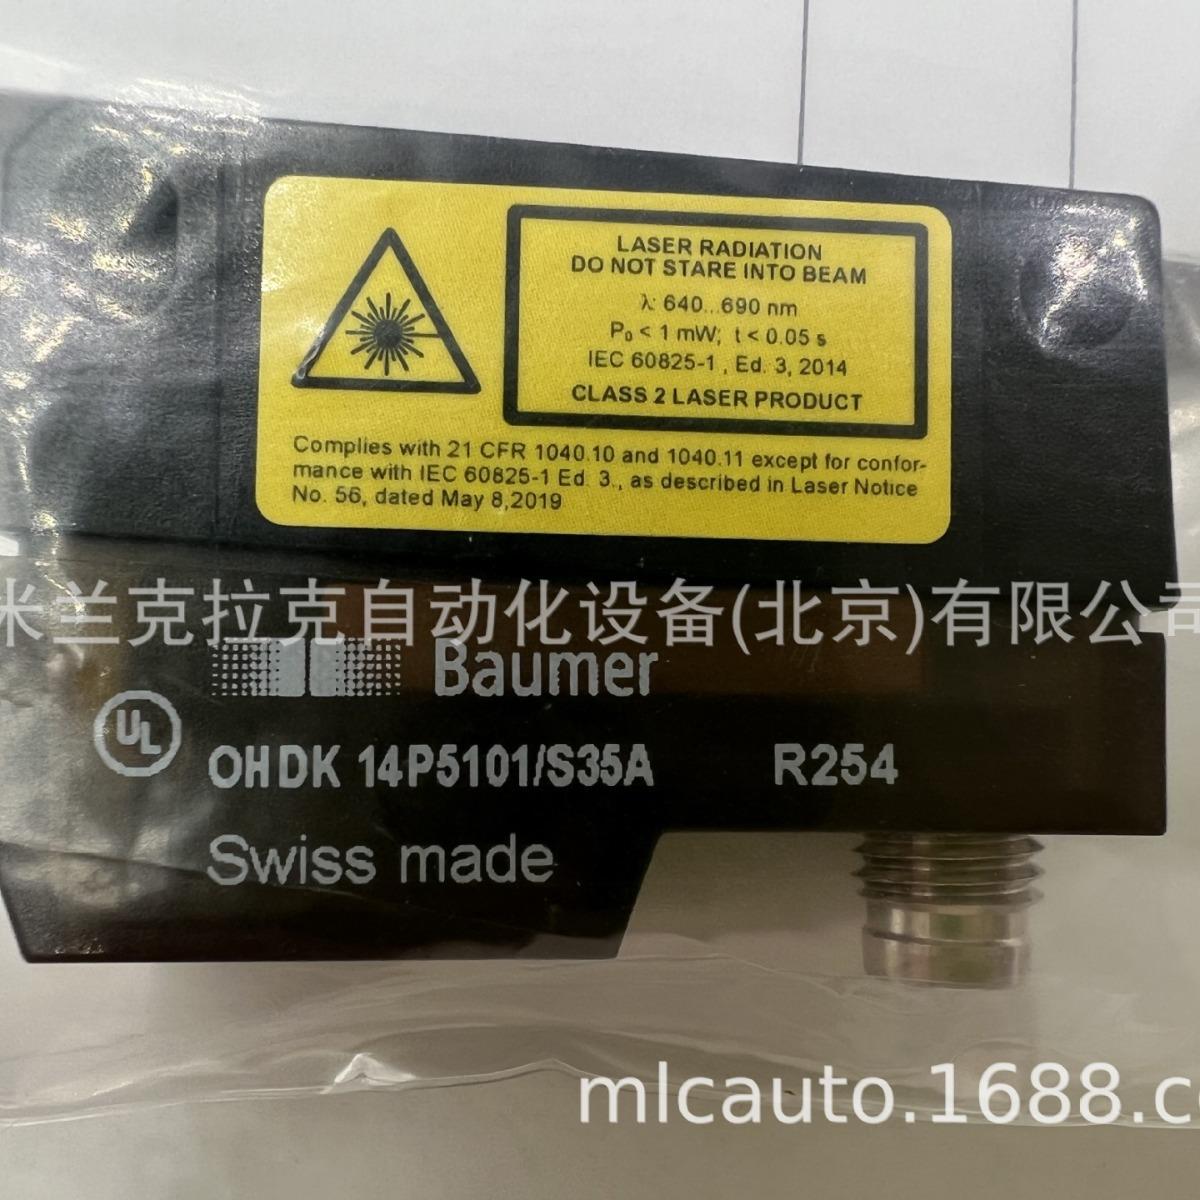 LASER RADIATION
DO NOT STARE INTO BEAM
λ: 640...690 nm
P₀ < 1 mW; t < 0.05 s
IEC 60825-1 , Ed. 3, 2014
CLASS 2 LASER PRODUCT
Complies with 21 CFR 1040.10 and 1040.11 except for confor-
mance with IEC 60825-1 Ed. 3., as described in Laser Notice
No. 56, dated May 8,2019
米兰克拉克自动化设备(北京)有限公司
Baumer
UL
OHDK 14P5101/S35A R254
Swiss made
mlcauto.1688.co